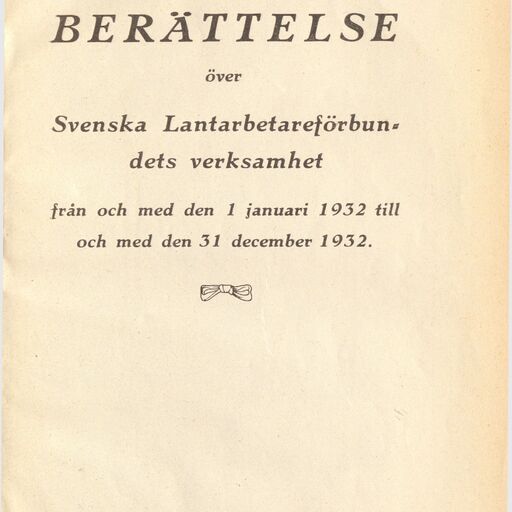 BERÄTTELSE
över
Svenska Lantarbetareförbun-
dets verksamhet
från och med den 1 januari 1932 till
och med den 31 december 1932.